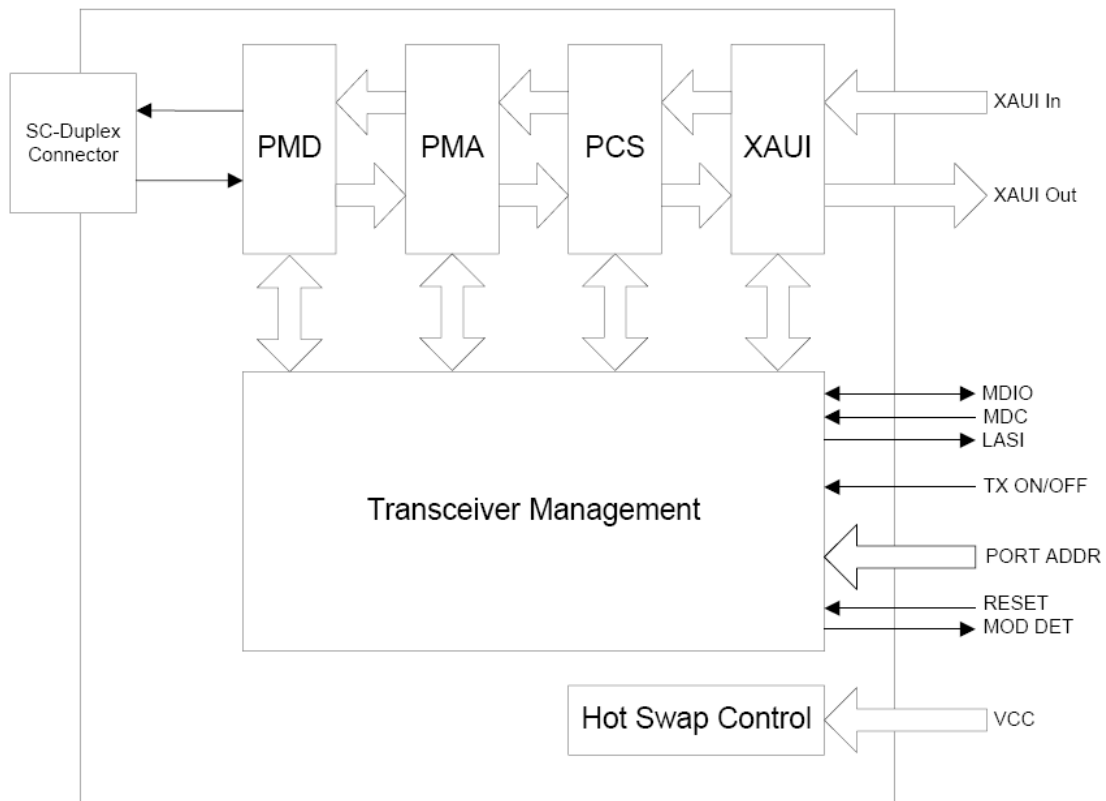 SC-Duplex
Connector
PMD
PMA
PCS
XAUI
XAUI In
XAUI Out
Transceiver Management
MDIO
MDC
LASI
TX ON/OFF
PORT ADDR
RESET
MOD DET
Hot Swap Control
VCC